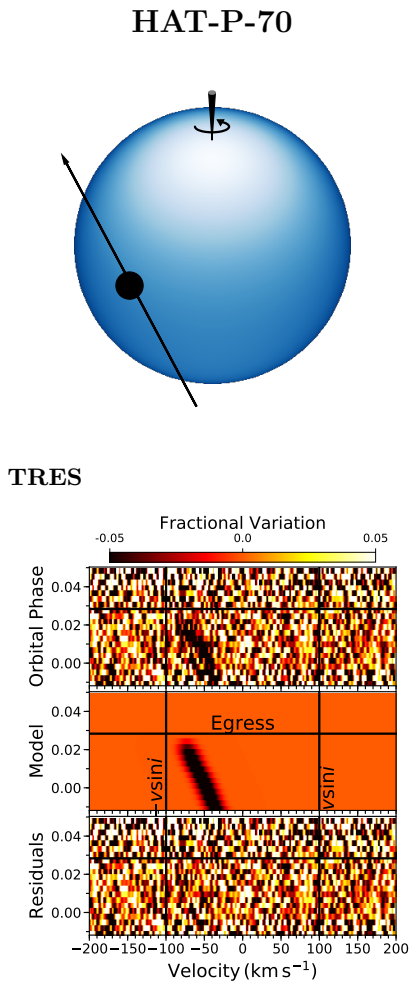 HAT-P-70
TRES
Fractional Variation
-0.05 0.0 0.05
Orbital Phase
0.04
0.02
0.00
Model
0.04
0.02
0.00
Egress
-vsini
vsini
Residuals
0.04
0.02
0.00
−200 −150 −100 −50 0 50 100 150 200
Velocity (km s⁻¹)